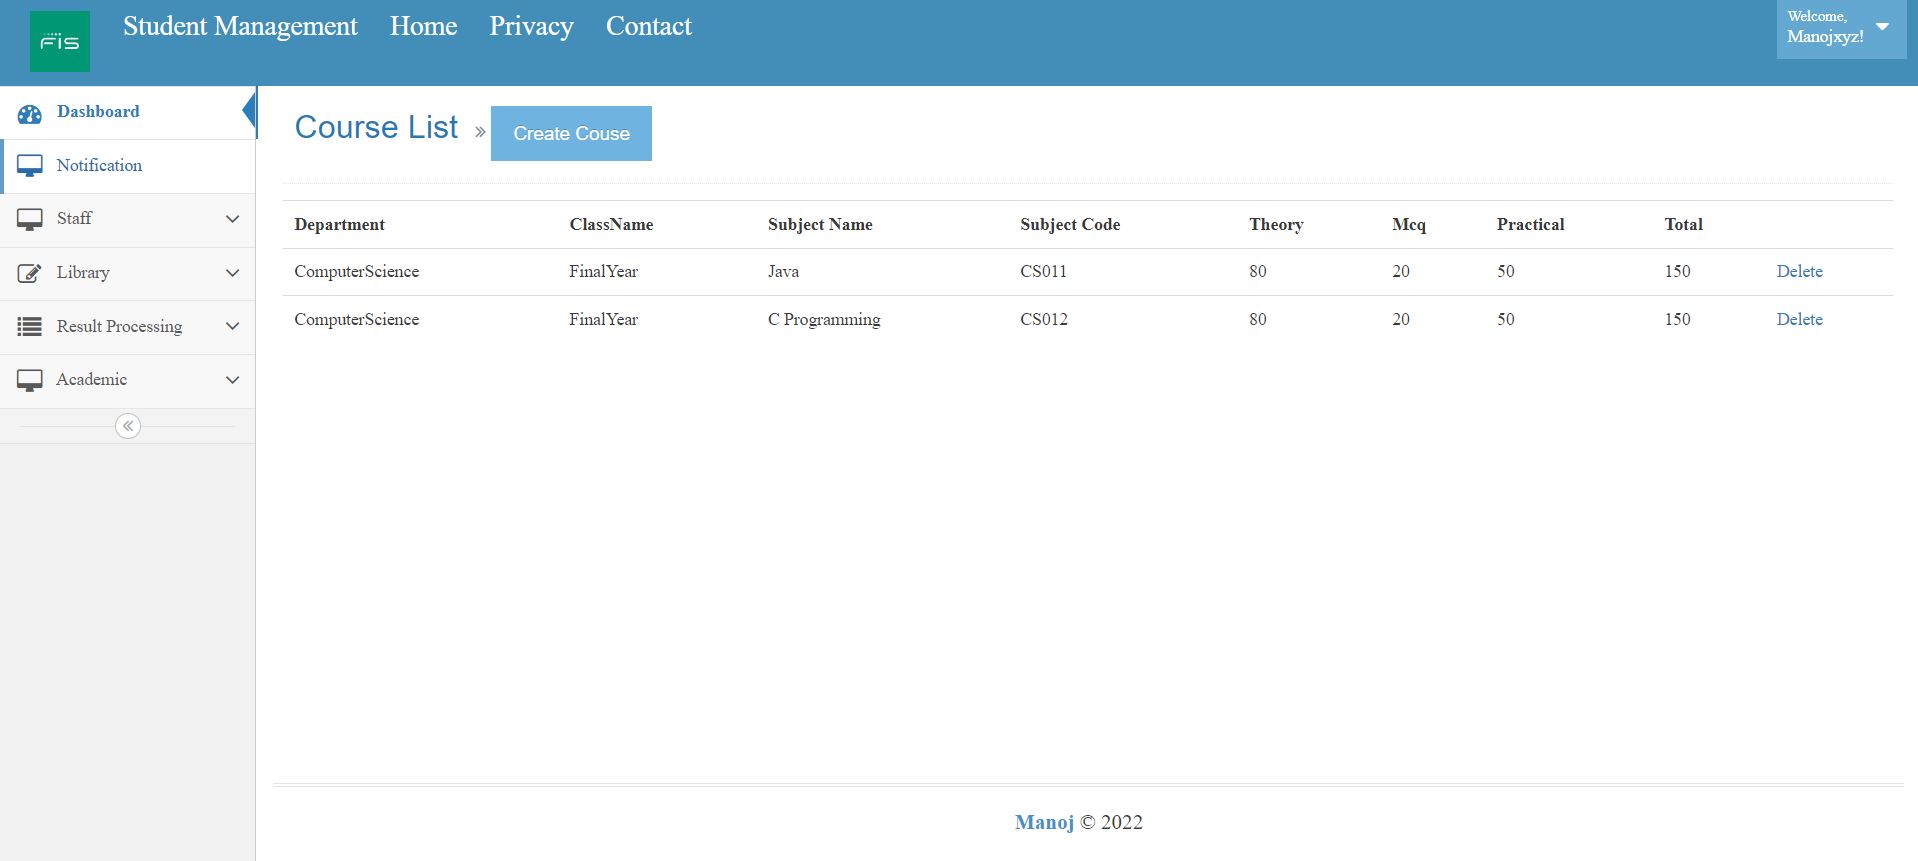 FIS
Student Management Home Privacy Contact
Welcome,
Manojxyz!
Dashboard
Notification
Staff
Library
Result Processing
Academic
Course List » Create Couse
Department ClassName Subject Name Subject Code Theory Mcq Practical Total
ComputerScience FinalYear Java CS011 80 20 50 150 Delete
ComputerScience FinalYear C Programming CS012 80 20 50 150 Delete
Manoj © 2022